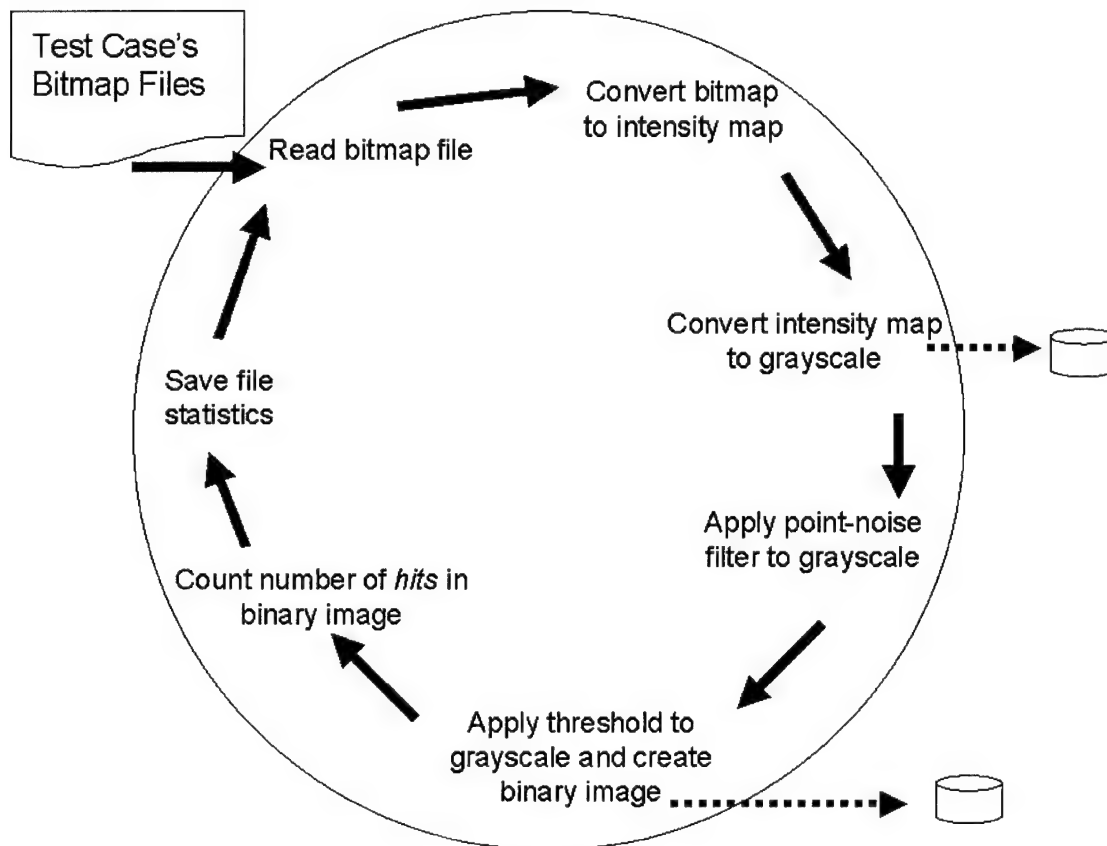 Test Case's
Bitmap Files
Read bitmap file
Convert bitmap
to intensity map
Convert intensity map
to grayscale
Apply point-noise
filter to grayscale
Apply threshold to
grayscale and create
binary image
Count number of hits in
binary image
Save file
statistics